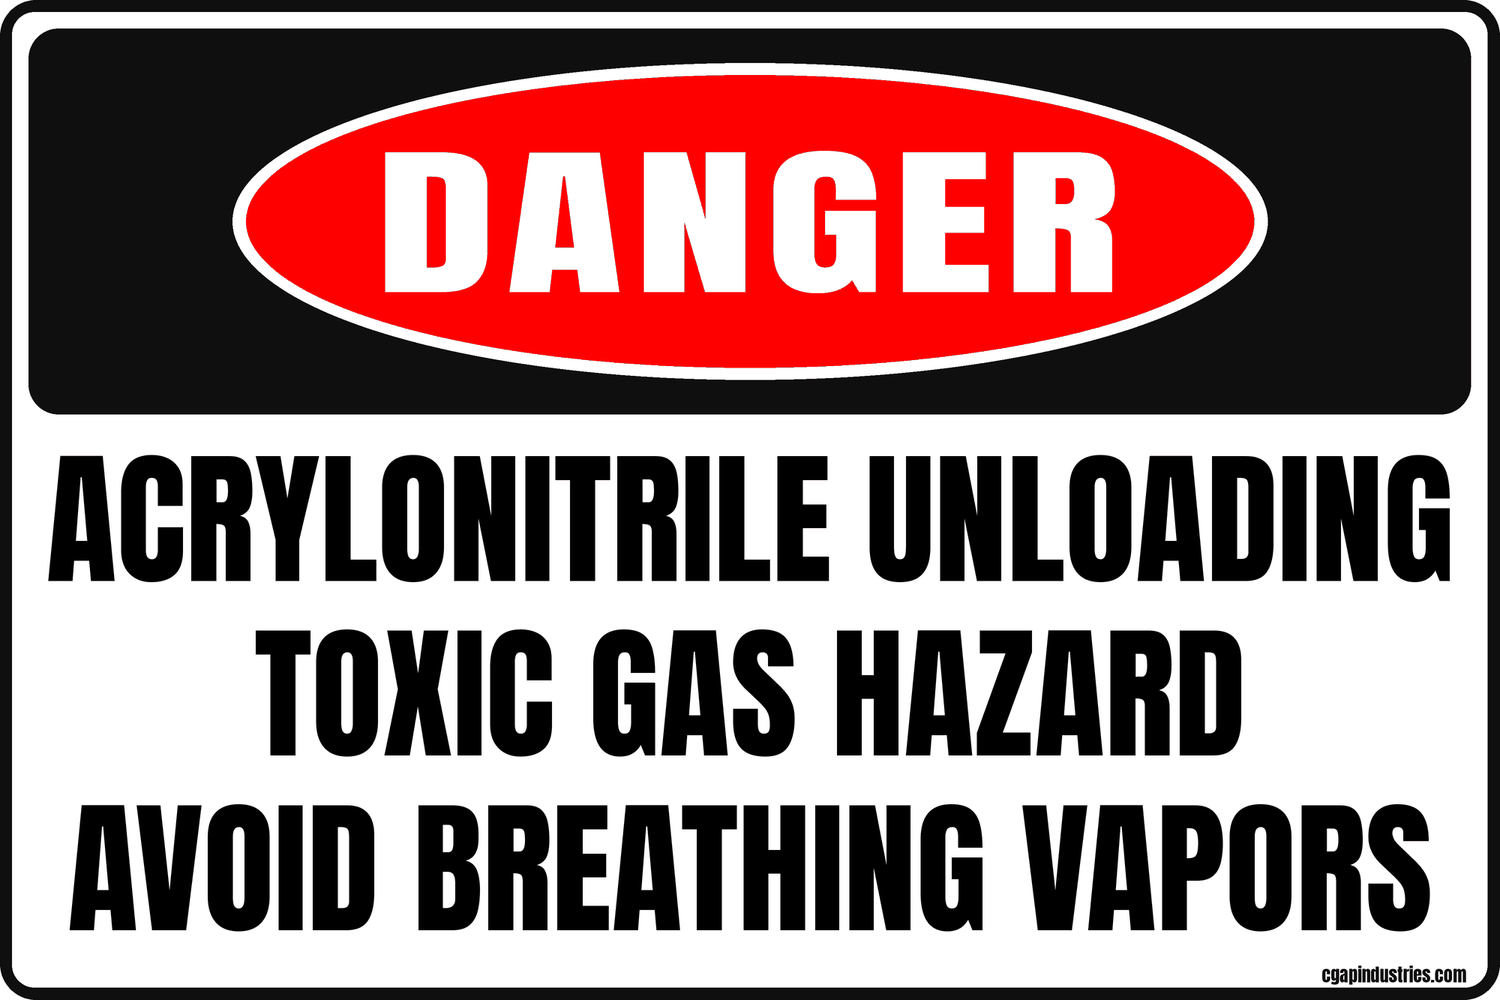 DANGER
ACRYLONITRILE UNLOADING
TOXIC GAS HAZARD
AVOID BREATHING VAPORS
cgapindustries.com